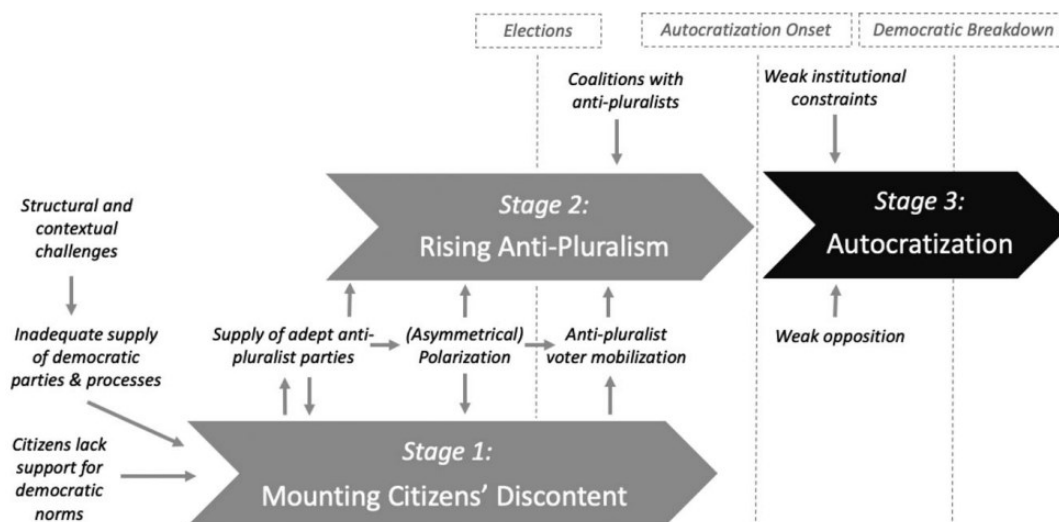 Elections
Autocratization Onset
Democratic Breakdown
Coalitions with
anti-pluralists
Weak institutional
constraints
Structural and
contextual
challenges
Stage 2:
Rising Anti-Pluralism
Stage 3:
Autocratization
Inadequate supply
of democratic
parties & processes
Supply of adept anti-
pluralist parties
(Asymmetrical)
Polarization
Anti-pluralist
voter mobilization
Weak opposition
Citizens lack
support for
democratic
norms
Stage 1:
Mounting Citizens’ Discontent